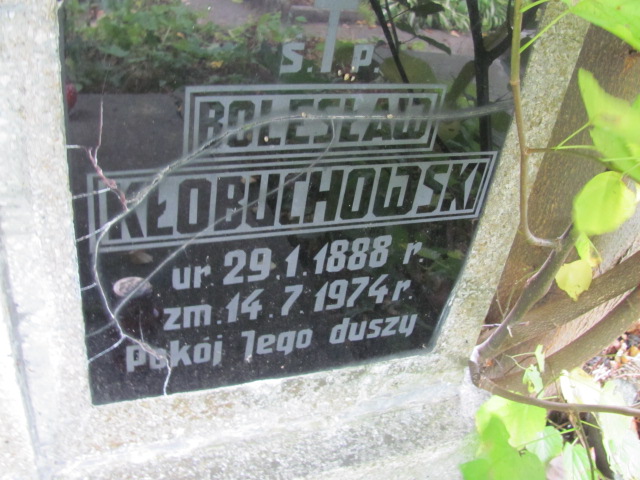 ś. † p.
BOLESŁAW
KŁOBUCHOWSKI
ur. 29.1.1888 r.
zm. 14.7.1974 r.
pokój Jego duszy